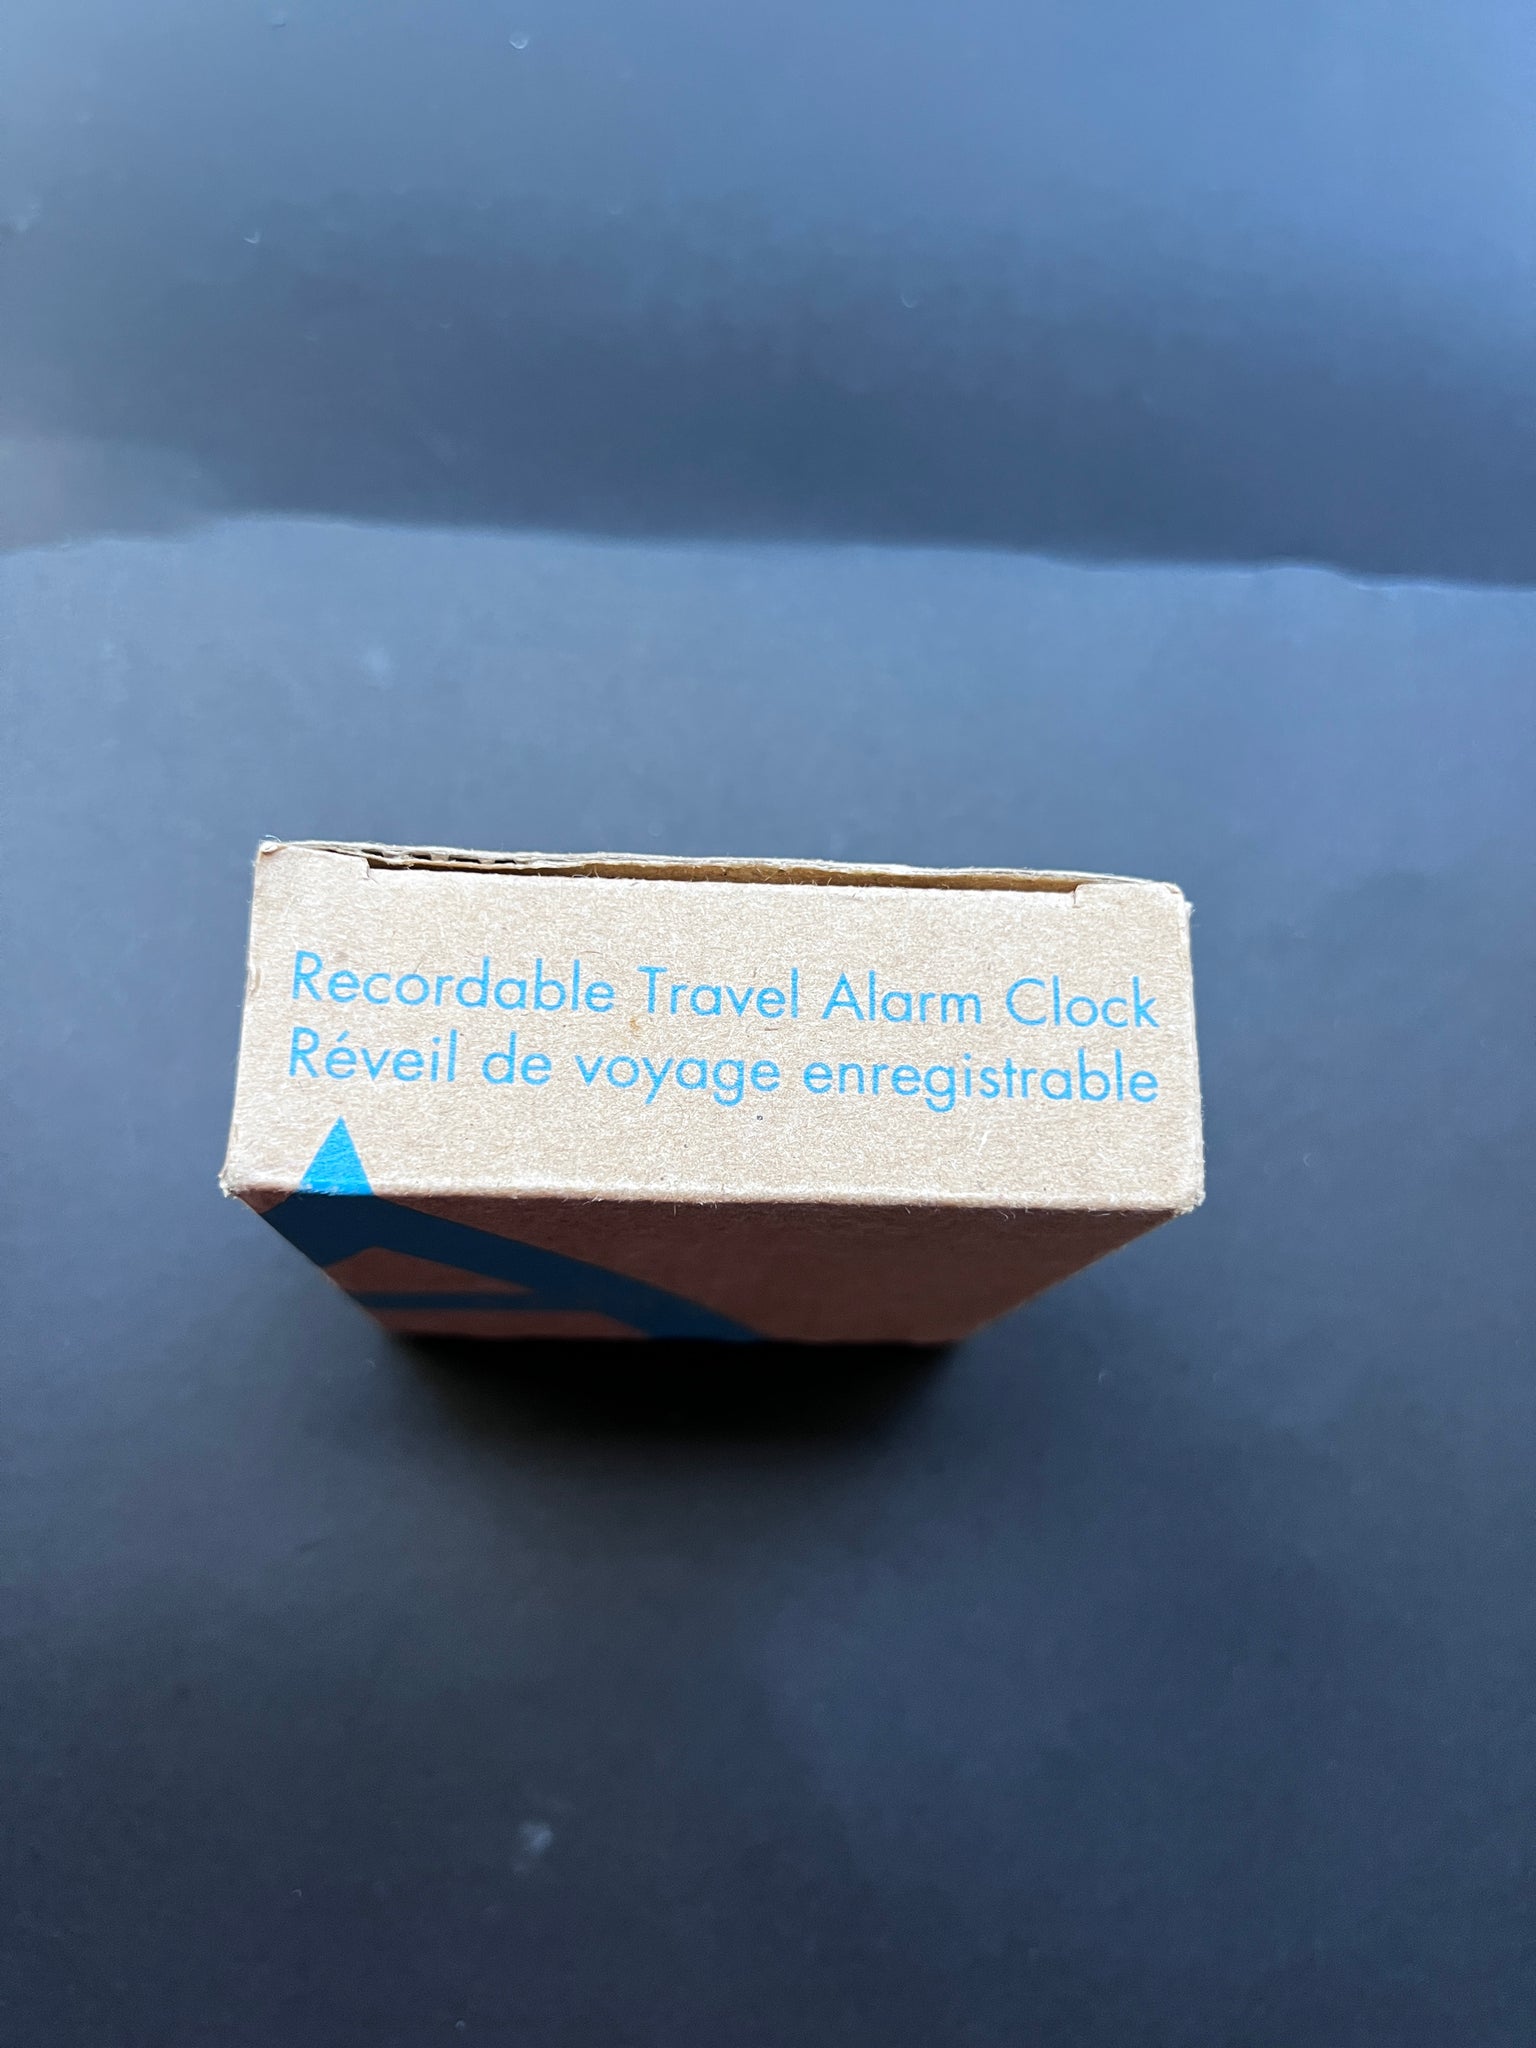 Recordable Travel Alarm Clock
Réveil de voyage enregistrable